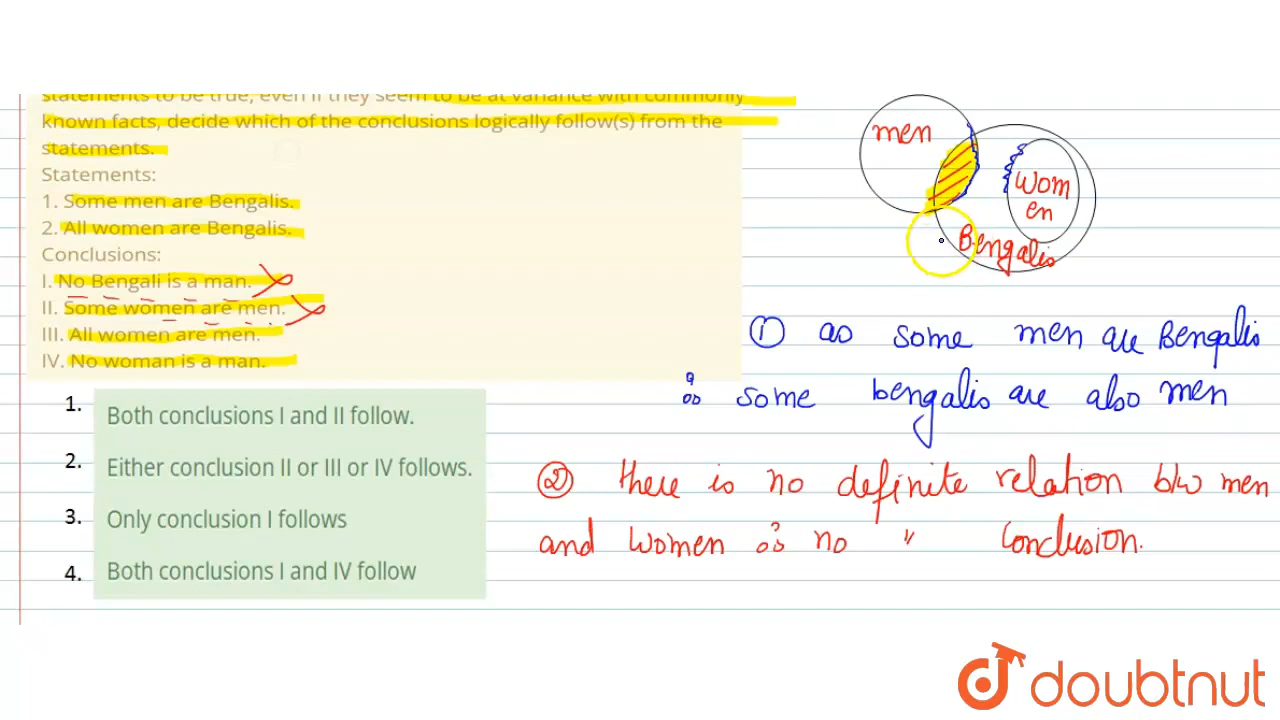 statements to be true, even if they seem to be at variance with commonly
known facts, decide which of the conclusions logically follow(s) from the
statements.
Statements:
1. Some men are Bengalis.
2. All women are Bengalis.
Conclusions:
I. No Bengali is a man.
II. Some women are men.
III. All women are men.
IV. No woman is a man.
1. Both conclusions I and II follow.
2. Either conclusion II or III or IV follows.
3. Only conclusion I follows
4. Both conclusions I and IV follow
men
Wom
en
Bengalis
① as some men are Bengalis
∴ some bengalis are also men
② there is no definite relation b/w men
and women ∴ no " Conclusion.
doubtnut